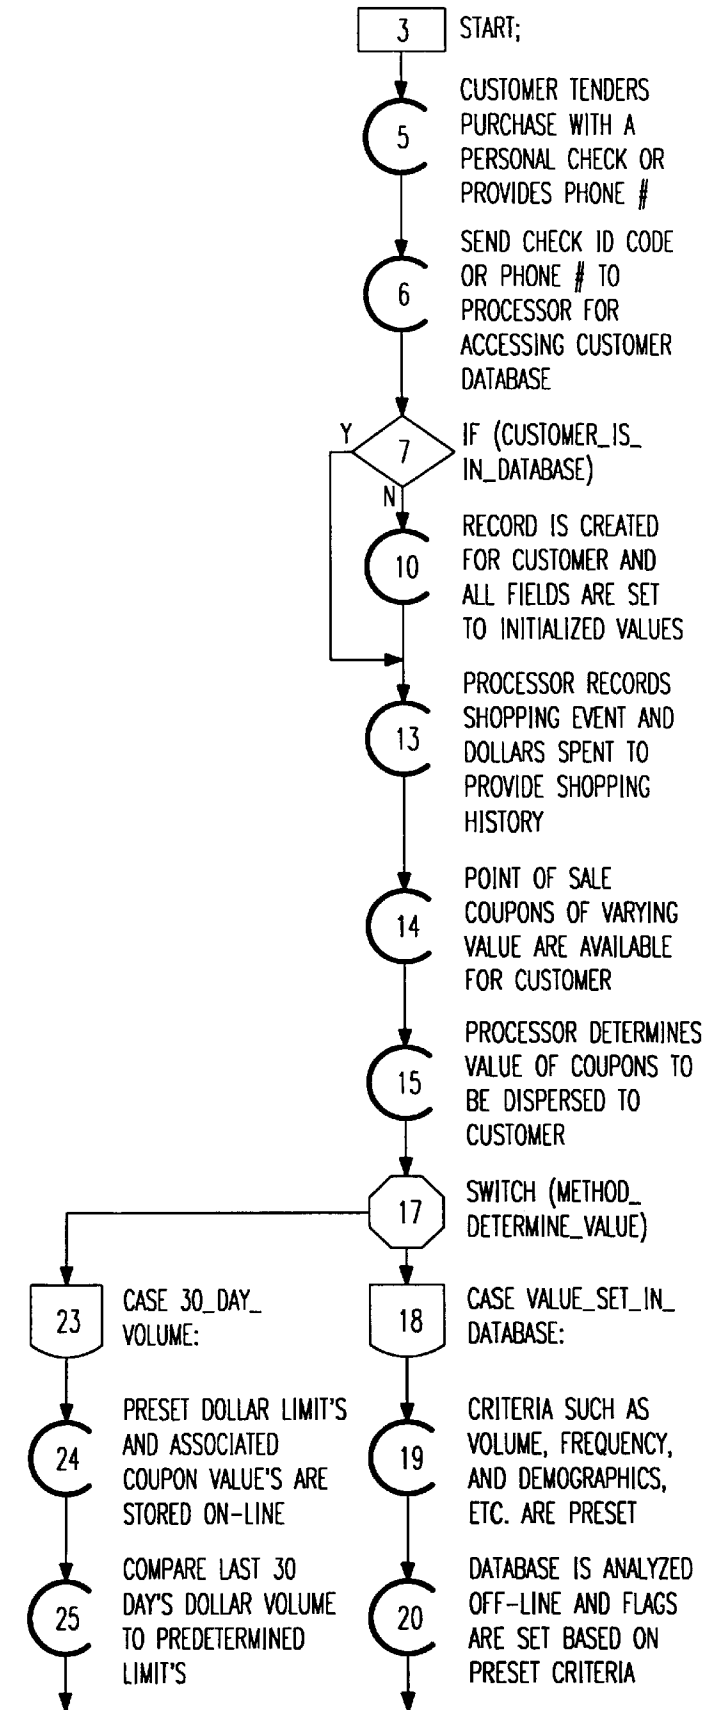 3 START;
5 CUSTOMER TENDERS
PURCHASE WITH A
PERSONAL CHECK OR
PROVIDES PHONE #
6 SEND CHECK ID CODE
OR PHONE # TO
PROCESSOR FOR
ACCESSING CUSTOMER
DATABASE
Y 7 IF (CUSTOMER_IS_
IN_DATABASE)
N
10 RECORD IS CREATED
FOR CUSTOMER AND
ALL FIELDS ARE SET
TO INITIALIZED VALUES
13 PROCESSOR RECORDS
SHOPPING EVENT AND
DOLLARS SPENT TO
PROVIDE SHOPPING
HISTORY
14 POINT OF SALE
COUPONS OF VARYING
VALUE ARE AVAILABLE
FOR CUSTOMER
15 PROCESSOR DETERMINES
VALUE OF COUPONS TO
BE DISPERSED TO
CUSTOMER
17 SWITCH (METHOD_
DETERMINE_VALUE)
23 CASE 30_DAY_
VOLUME:
18 CASE VALUE_SET_IN_
DATABASE:
24 PRESET DOLLAR LIMIT'S
AND ASSOCIATED
COUPON VALUE'S ARE
STORED ON-LINE
19 CRITERIA SUCH AS
VOLUME, FREQUENCY,
AND DEMOGRAPHICS,
ETC. ARE PRESET
25 COMPARE LAST 30
DAY'S DOLLAR VOLUME
TO PREDETERMINED
LIMIT'S
20 DATABASE IS ANALYZED
OFF-LINE AND FLAGS
ARE SET BASED ON
PRESET CRITERIA